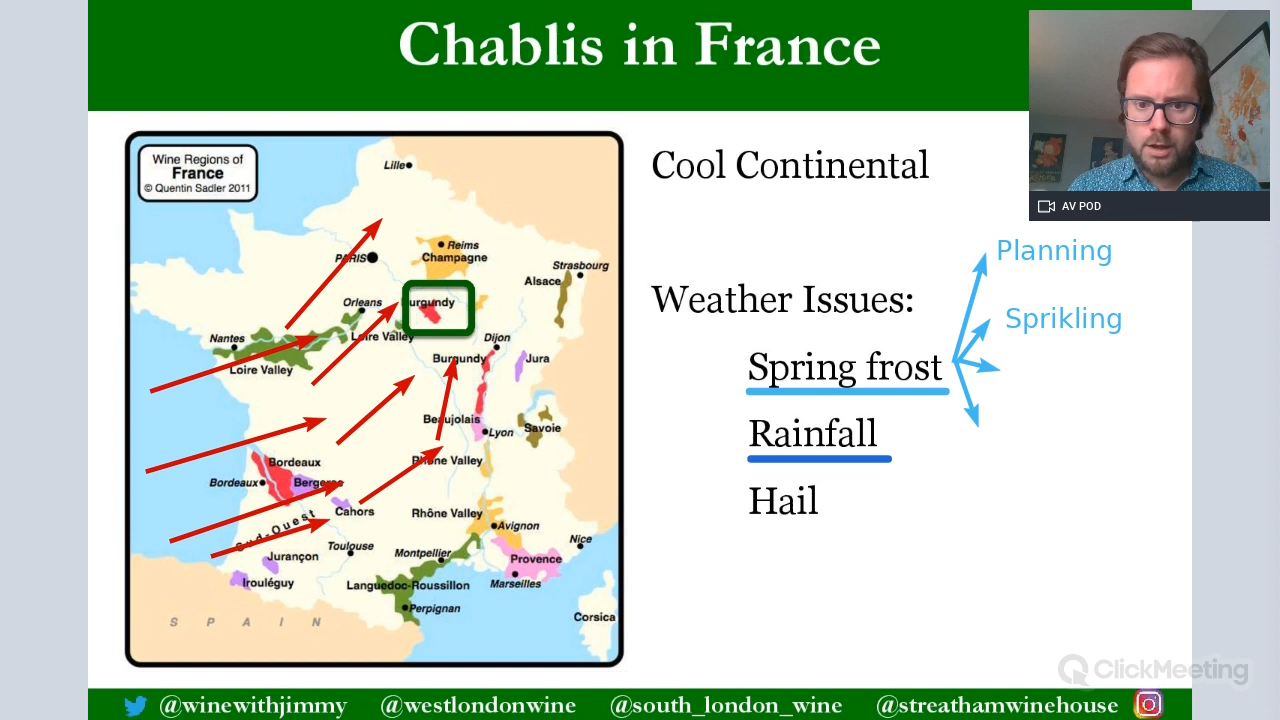 Chablis in France
AV POD
Wine Regions of
France
© Quentin Sadler 2011
Lille
PARIS
Reims
Champagne
Strasbourg
Alsace
Orleans
urgundy
Nantes
Loire Valley
Loire Valley
Dijon
Burgundy
Jura
Beaujolais
Lyon
Savoie
Bordeaux
Rhône Valley
Bordeaux
Bergerac
Cahors
Rhône Valley
Avignon
Sud-Ouest
Toulouse
Montpellier
Nice
Jurançon
Provence
Irouléguy
Languedoc-Roussillon
Marseilles
Perpignan
SPAIN
Corsica
Cool Continental
Weather Issues:
Spring frost
Rainfall
Hail
Planning
Sprikling
ClickMeeting
@winewithjimmy @westlondonwine @south_london_wine @streathamwinehouse